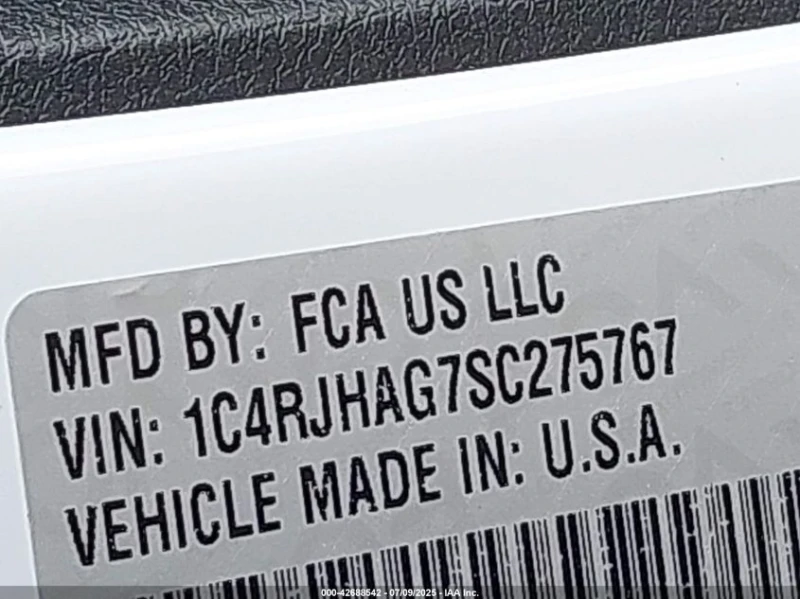 MFD BY: FCA US LLC
VIN: 1C4RJHAG7SC275767
VEHICLE MADE IN: U.S.A.
000-42688542 - 07/09/2025 - IAA Inc.